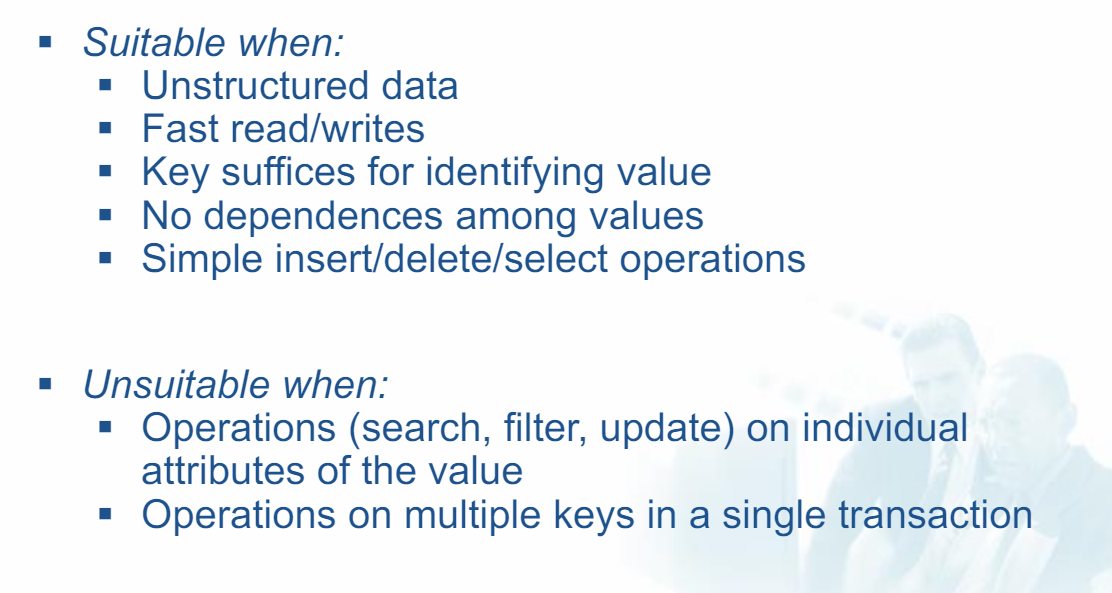 ▪ Suitable when:
▪ Unstructured data
▪ Fast read/writes
▪ Key suffices for identifying value
▪ No dependences among values
▪ Simple insert/delete/select operations
▪ Unsuitable when:
▪ Operations (search, filter, update) on individual
attributes of the value
▪ Operations on multiple keys in a single transaction